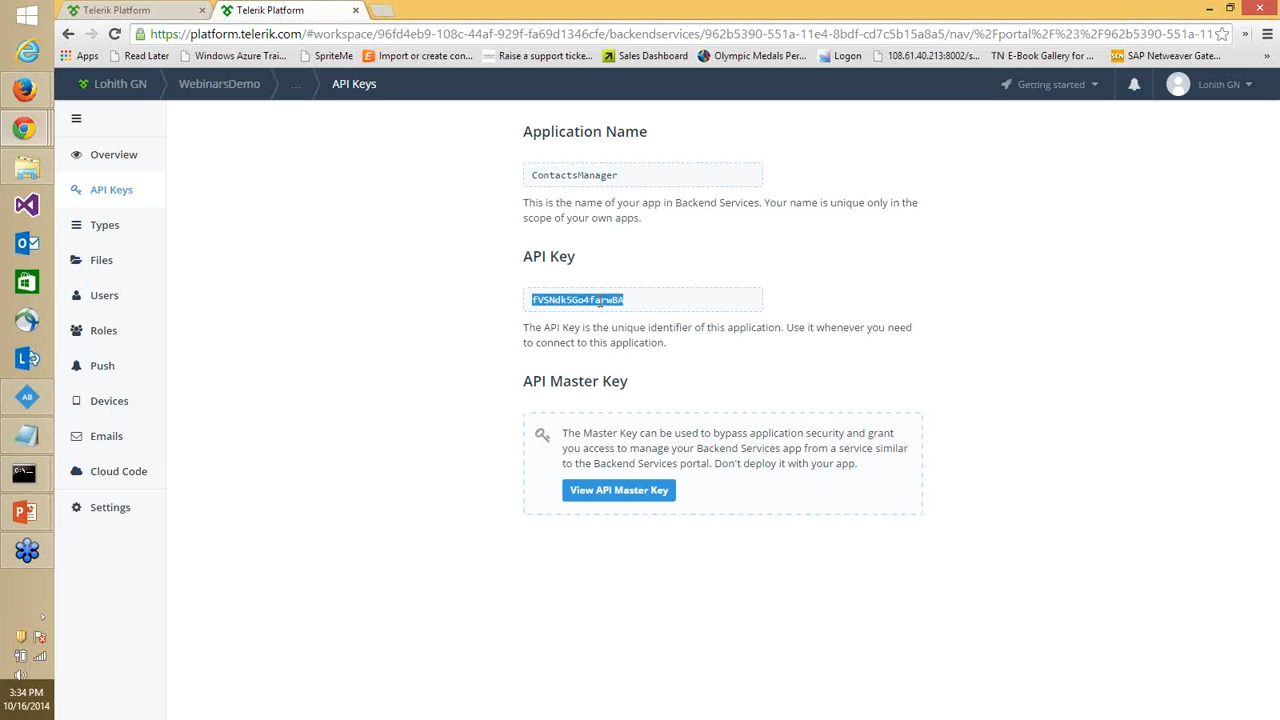 Telerik Platform
Telerik Platform
https://platform.telerik.com/#workspace/96fd4eb9-108c-44af-929f-fa69d1346cfe/backendservices/962b5390-551a-11e4-8bdf-cd7c5b15a8a5/nav/%2Fportal%2F%23%2F962b5390-551a-11
Apps
Read Later
Windows Azure Trai...
SpriteMe
Import or create con...
Raise a support ticke...
Sales Dashboard
Olympic Medals Per...
Logon
108.61.40.213:8002/s...
TN E-Book Gallery for ...
SAP Netweaver Gate...
»
Lohith GN
WebinarsDemo
...
API Keys
Getting started
Lohith GN
Overview
API Keys
Types
Files
Users
Roles
Push
Devices
Emails
Cloud Code
Settings
Application Name
ContactsManager
This is the name of your app in Backend Services. Your name is unique only in the
scope of your own apps.
API Key
fVSNdk5Go4farwBA
The API Key is the unique identifier of this application. Use it whenever you need
to connect to this application.
API Master Key
The Master Key can be used to bypass application security and grant
you access to manage your Backend Services app from a service similar
to the Backend Services portal. Don't deploy it with your app.
View API Master Key
AB
3:34 PM
10/16/2014